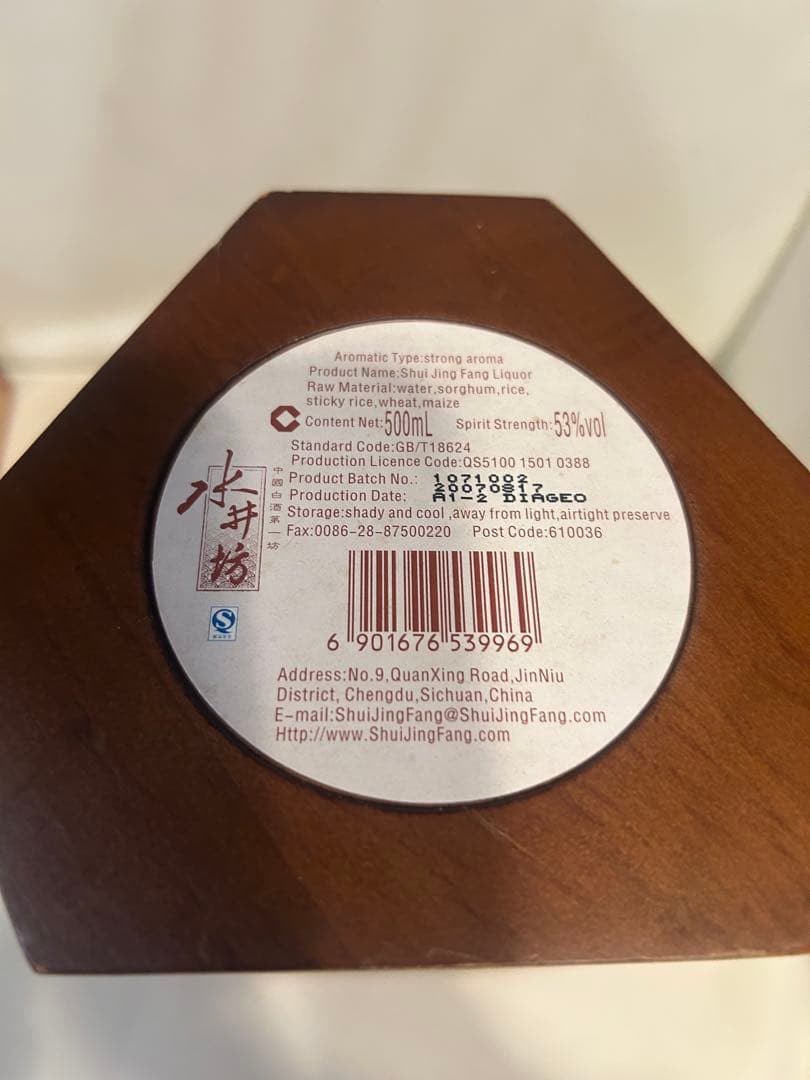 Aromatic Type:strong aroma
Product Name:Shui Jing Fang Liquor
Raw Material:water,sorghum,rice,
sticky rice,wheat,maize
Content Net:500mL Spirit Strength:53%vol
Standard Code:GB/T18624
Production Licence Code:QS5100 1501 0388
Product Batch No.: 1071002
Production Date: 20070817
A1-2 DIAGEO
Storage:shady and cool ,away from light,airtight preserve
Fax:0086-28-87500220 Post Code:610036
水井坊
中國白酒第一坊
S
6 901676 539969
Address:No.9,QuanXing Road,JinNiu
District, Chengdu,Sichuan,China
E-mail:ShuiJingFang@ShuiJingFang.com
Http://www.ShuiJingFang.com